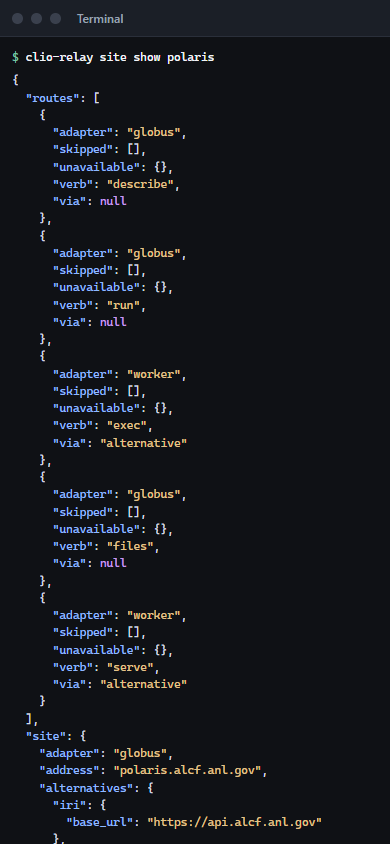 Terminal
$ clio-relay site show polaris
{
  "routes": [
    {
      "adapter": "globus",
      "skipped": [],
      "unavailable": {},
      "verb": "describe",
      "via": null
    },
    {
      "adapter": "globus",
      "skipped": [],
      "unavailable": {},
      "verb": "run",
      "via": null
    },
    {
      "adapter": "worker",
      "skipped": [],
      "unavailable": {},
      "verb": "exec",
      "via": "alternative"
    },
    {
      "adapter": "globus",
      "skipped": [],
      "unavailable": {},
      "verb": "files",
      "via": null
    },
    {
      "adapter": "worker",
      "skipped": [],
      "unavailable": {},
      "verb": "serve",
      "via": "alternative"
    }
  ],
  "site": {
    "adapter": "globus",
    "address": "polaris.alcf.anl.gov",
    "alternatives": {
      "iri": {
        "base_url": "https://api.alcf.anl.gov"
      },